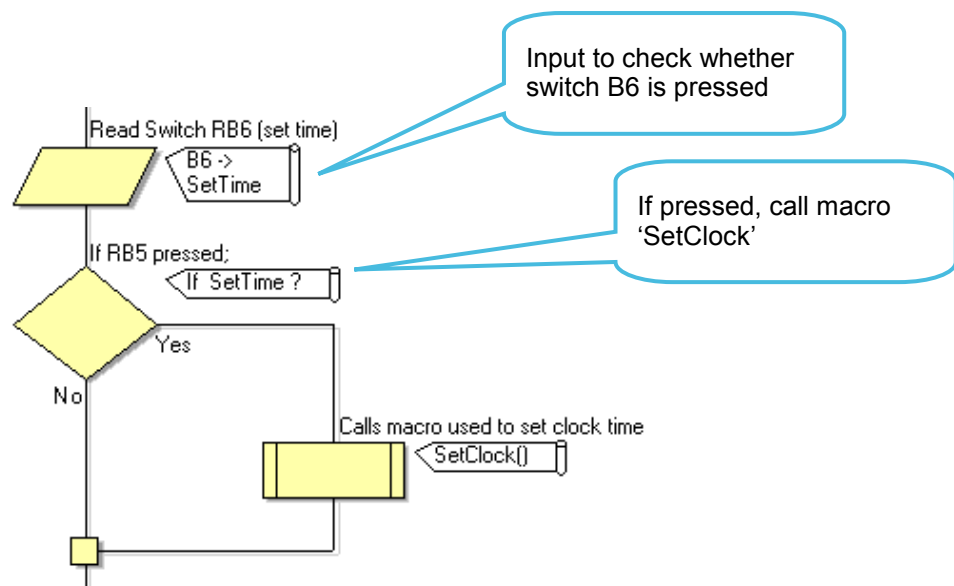 Input to check whether
switch B6 is pressed
Read Switch RB6 (set time)
B6 ->
SetTime
If pressed, call macro
‘SetClock’
If RB5 pressed;
If SetTime ?
Yes
No
Calls macro used to set clock time
SetClock()